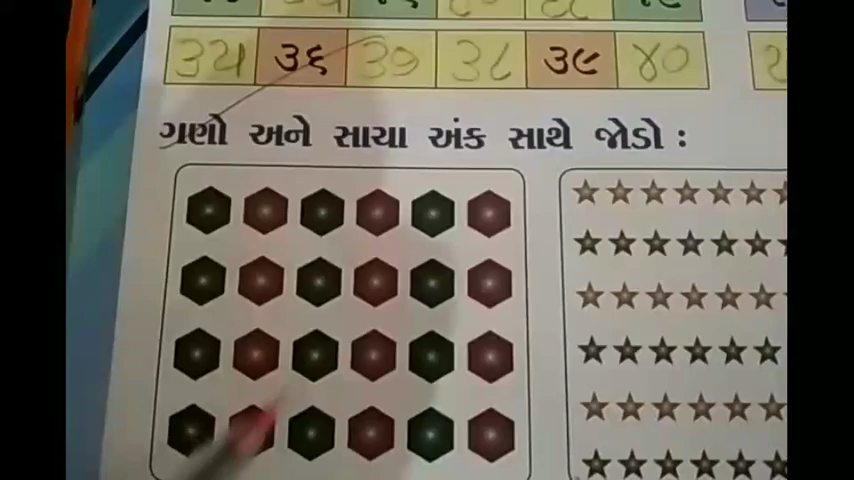 ૩૫ ૩૬ ૩૭ ૩૮ ૩૯ ૪૦
ગણો અને સાચા અંક સાથે જોડો :